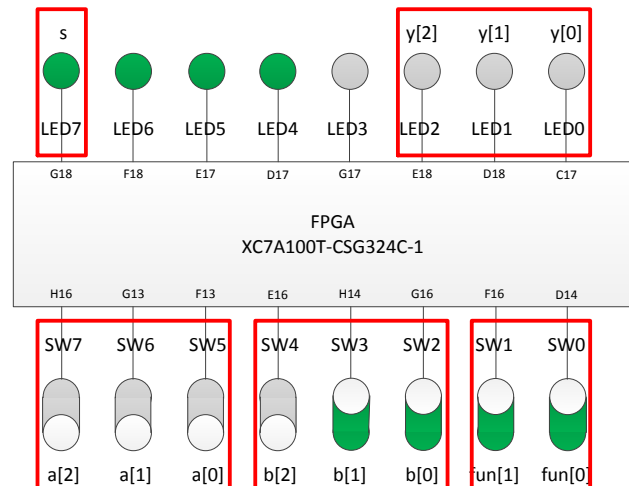 s y[2] y[1] y[0]
LED7 LED6 LED5 LED4 LED3 LED2 LED1 LED0
G18 F18 E17 D17 G17 E18 D18 C17
FPGA
XC7A100T-CSG324C-1
H16 G13 F13 E16 H14 G16 F16 D14
SW7 SW6 SW5 SW4 SW3 SW2 SW1 SW0
a[2] a[1] a[0] b[2] b[1] b[0] fun[1] fun[0]